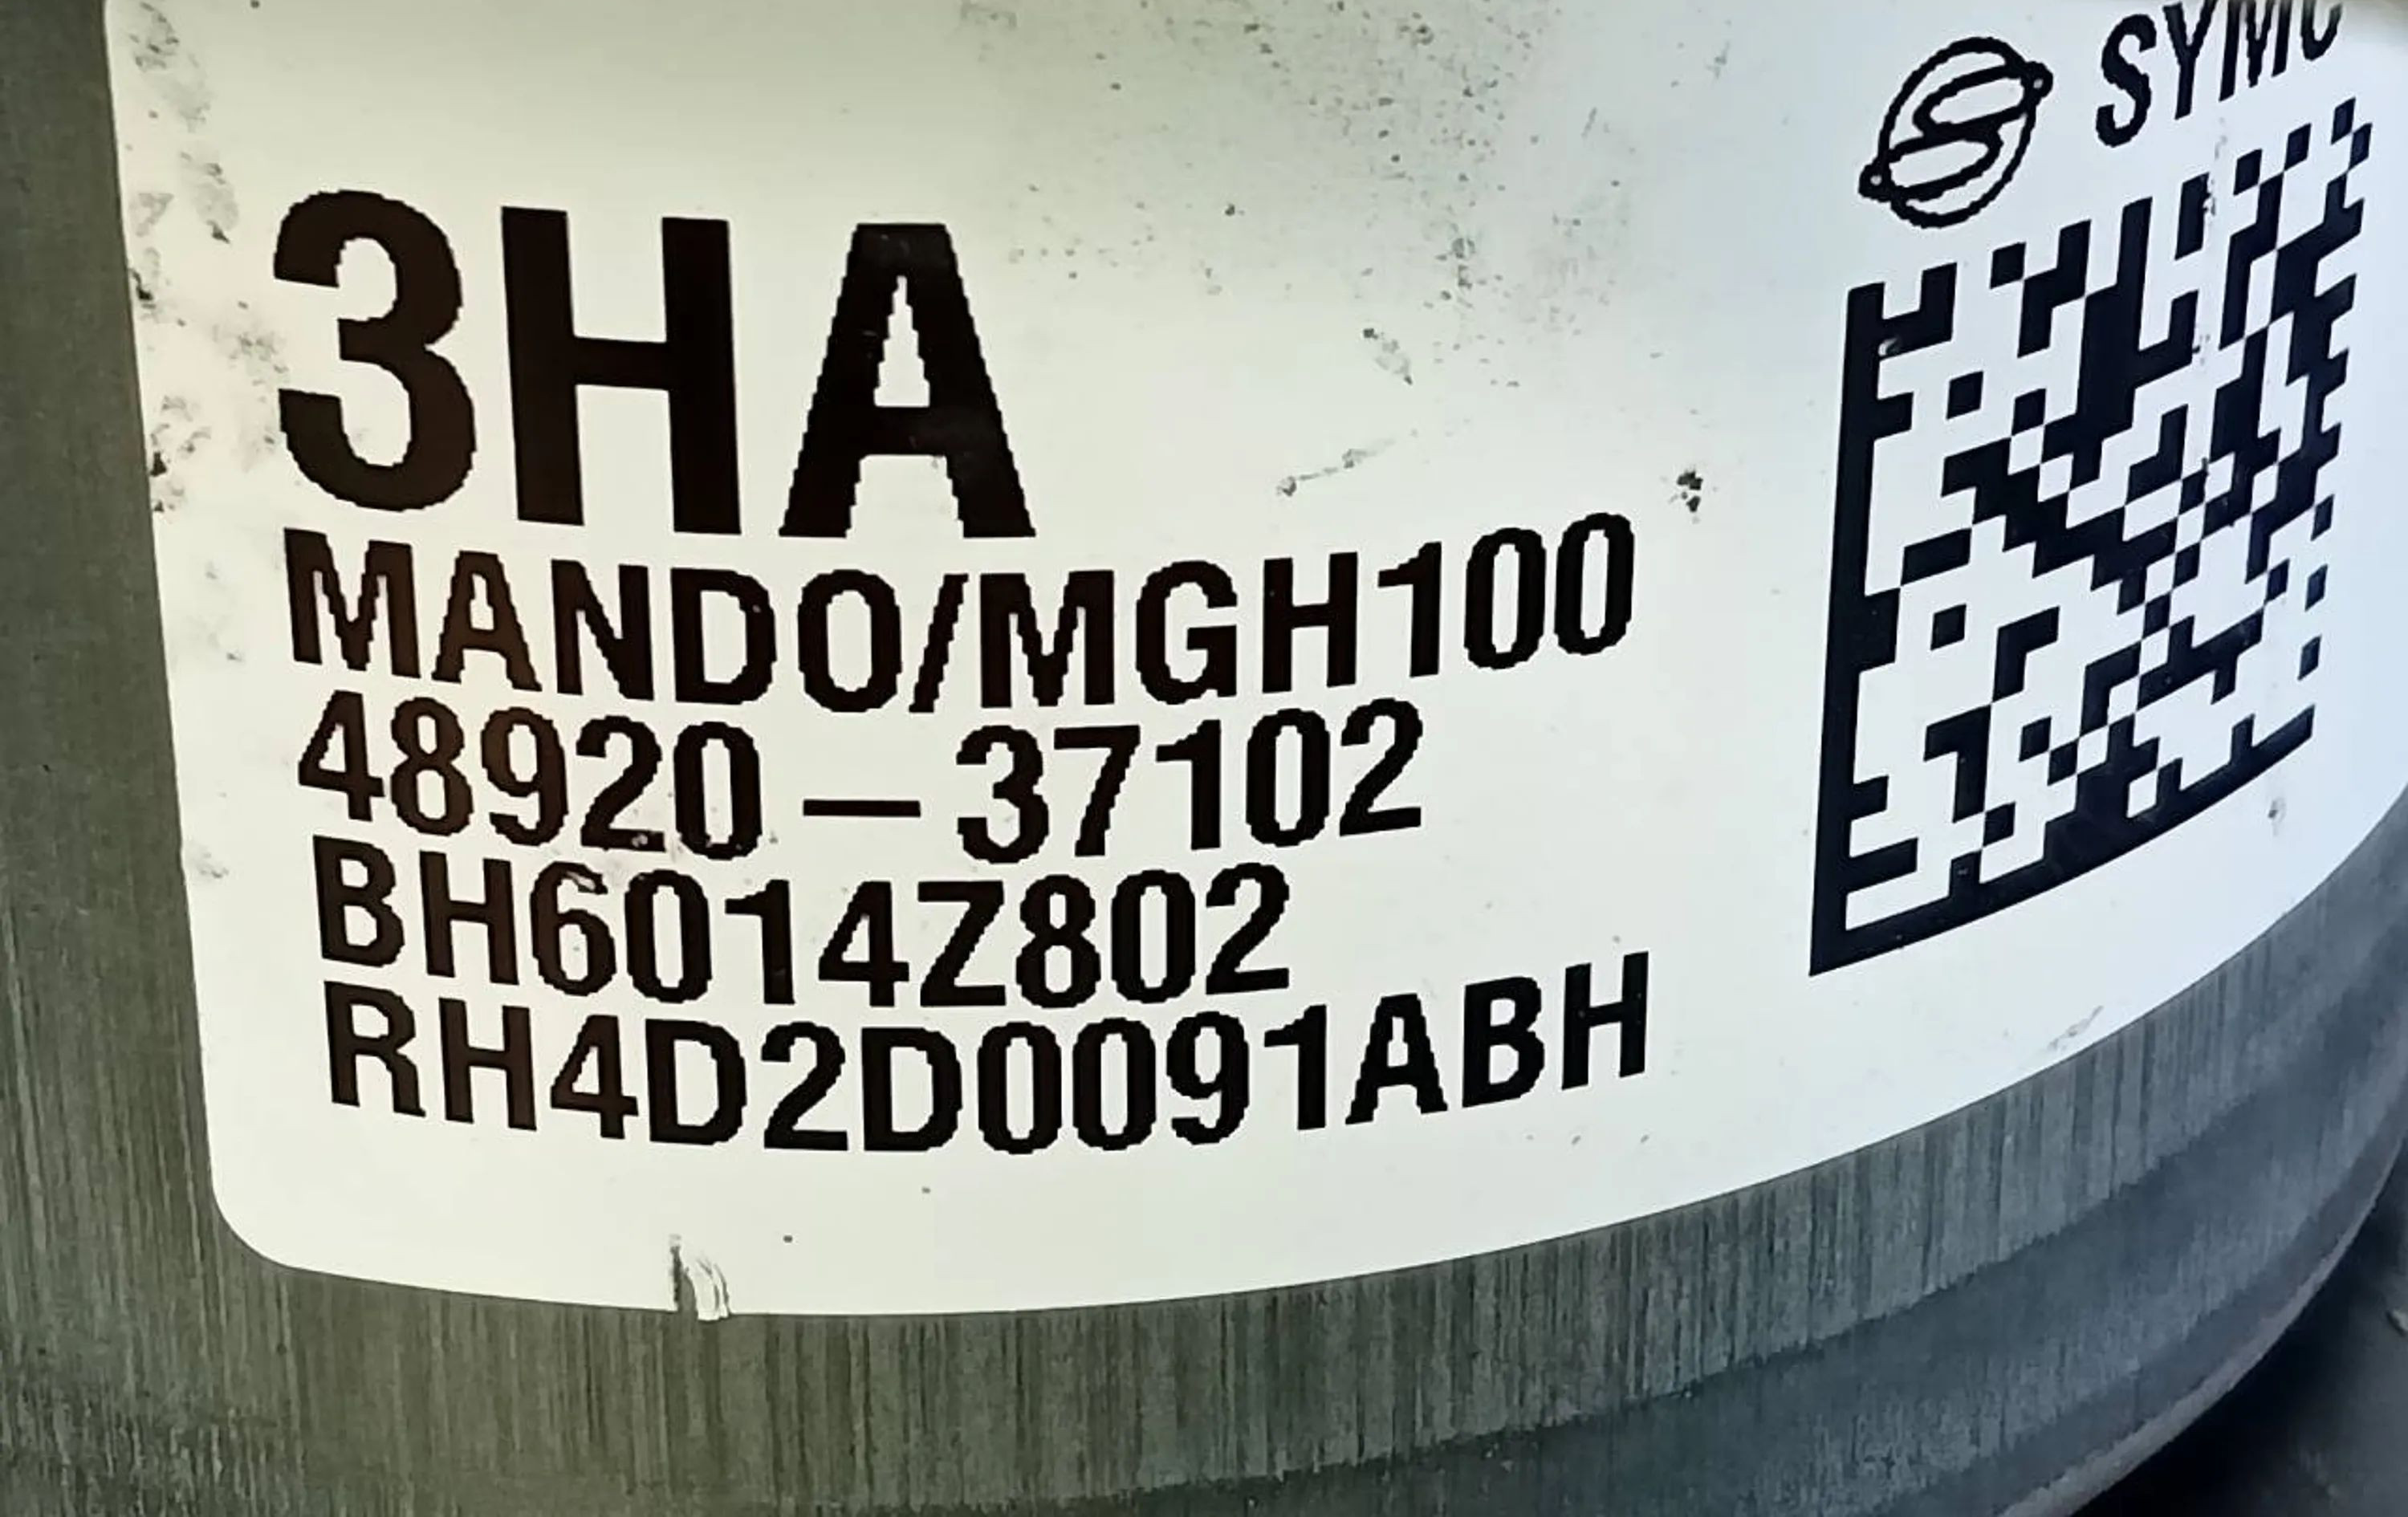 SYMC
3HA
MANDO/MGH100
48920-37102
BH6014Z802
RH4D2D0091ABH